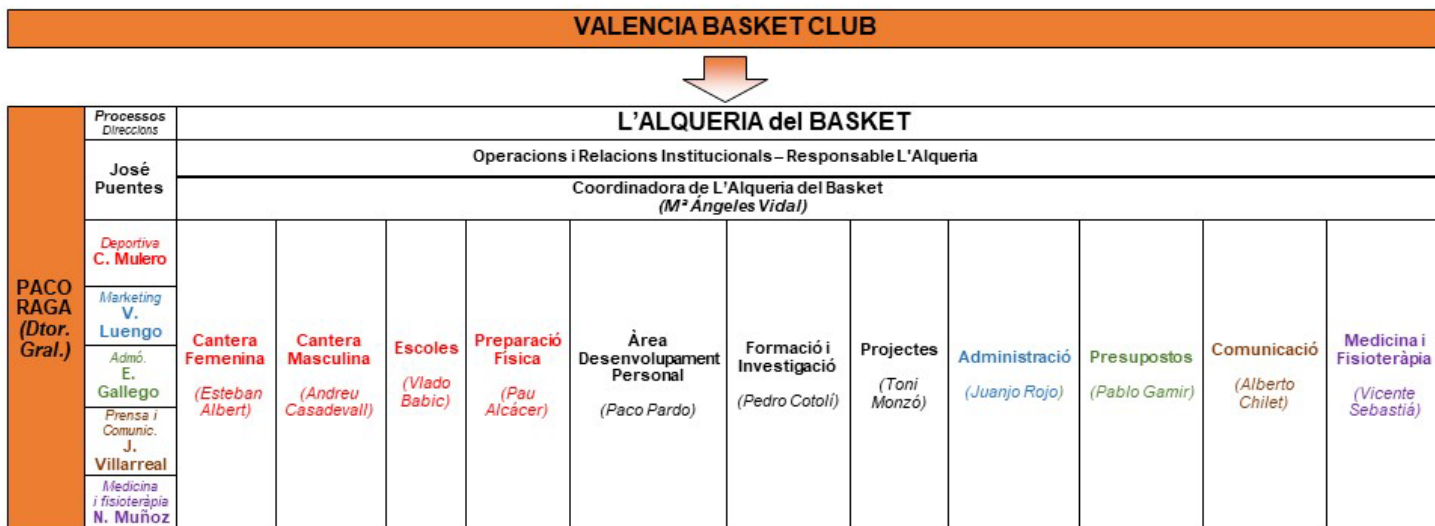 VALENCIA BASKET CLUB
PACO
RAGA
(Dtor.
Gral.)
Processos
Direccions
L'ALQUERIA del BASKET
José
Puentes
Operacions i Relacions Institucionals – Responsable L'Alqueria
Coordinadora de L'Alqueria del Basket
(Mª Ángeles Vidal)
Deportiva
C. Mulero
Marketing
V.
Luengo
Admó.
E.
Gallego
Prensa i
Comunic.
J.
Villarreal
Medicina
i fisioteràpia
N. Muñoz
Cantera
Femenina
(Esteban
Albert)
Cantera
Masculina
(Andreu
Casadevall)
Escoles
(Vlado
Babic)
Preparació
Física
(Pau
Alcácer)
Àrea
Desenvolupament
Personal
(Paco Pardo)
Formació i
Investigació
(Pedro Cotolí)
Projectes
(Toni
Monzó)
Administració
(Juanjo Rojo)
Presupostos
(Pablo Gamir)
Comunicació
(Alberto
Chilet)
Medicina i
Fisioteràpia
(Vicente
Sebastiá)